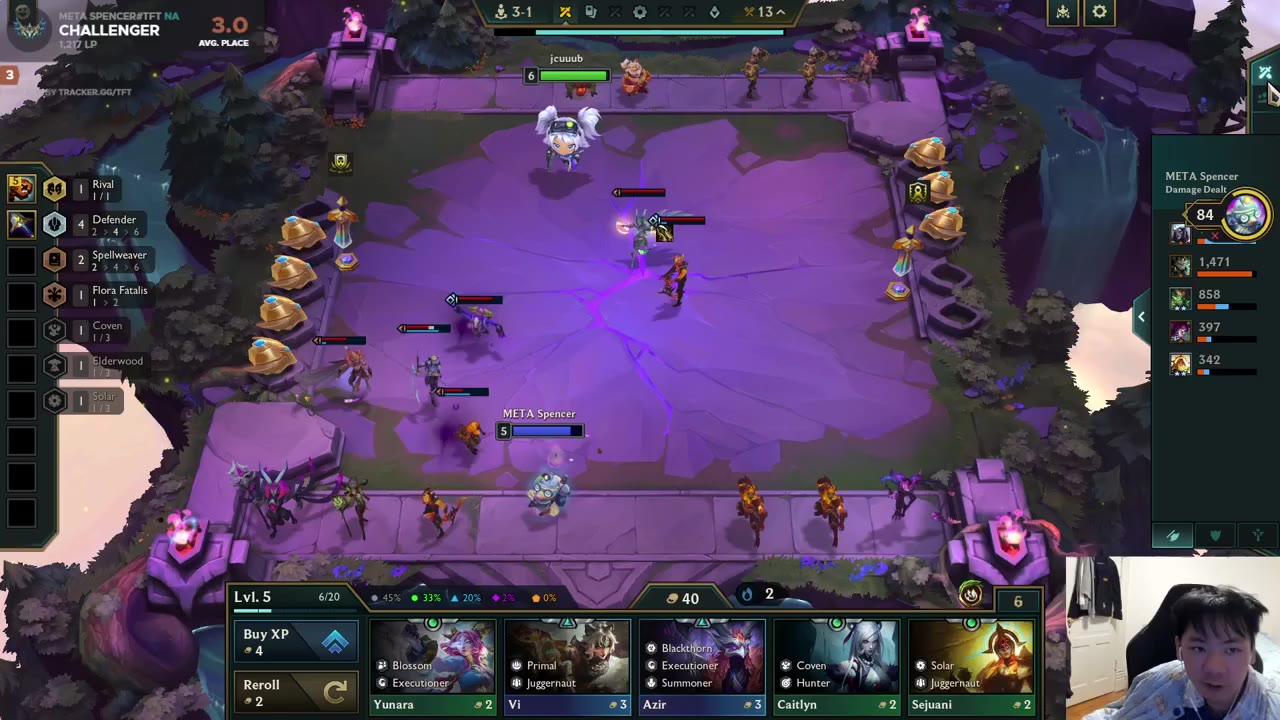 META SPENCER#TFT NA
CHALLENGER
1,217 LP
3.0
AVG. PLACE
3
BY TRACKER.GG/TFT
3-1
13
jcuuub
6
Rival
1
1 / 1
Defender
4
2 > 4 > 6
Spellweaver
2
2 > 4 > 6
Flora Fatalis
1
1 > 2
Coven
1
1 / 3
Elderwood
1
1 / 3
Solar
1
1 / 3
META Spencer
5
META Spencer
Damage Dealt
84
1,471
858
397
342
Lvl. 5
6/20
45%
33%
20%
2%
0%
40
2
6
Buy XP
4
Reroll
2
Blossom
Executioner
Yunara
2
Primal
Juggernaut
Vi
3
Blackthorn
Executioner
Summoner
Azir
3
Coven
Hunter
Caitlyn
2
Solar
Juggernaut
Sejuani
2